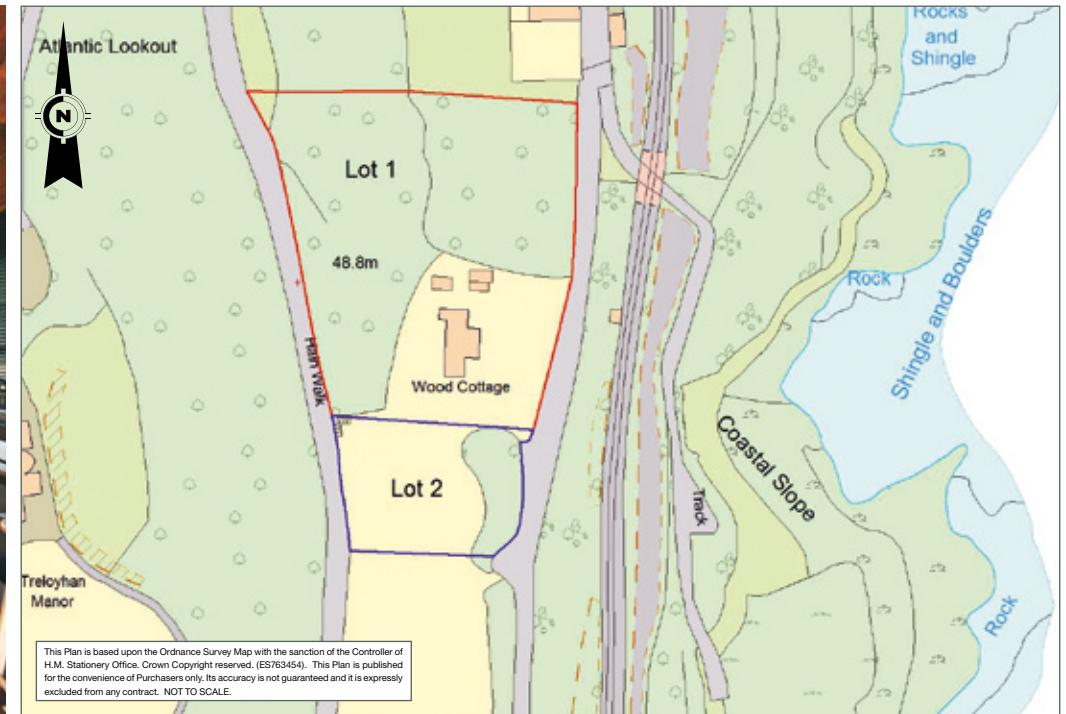 Atlantic Lookout
N
Rocks
and
Shingle
Lot 1
48.8m
Rock
Shingle and Boulders
Hain Walk
Wood Cottage
Lot 2
Coastal Slope
Track
Treloyhan
Manor
Rock
This Plan is based upon the Ordnance Survey Map with the sanction of the Controller of
H.M. Stationery Office. Crown Copyright reserved. (ES763454). This Plan is published
for the convenience of Purchasers only. Its accuracy is not guaranteed and it is expressly
excluded from any contract. NOT TO SCALE.